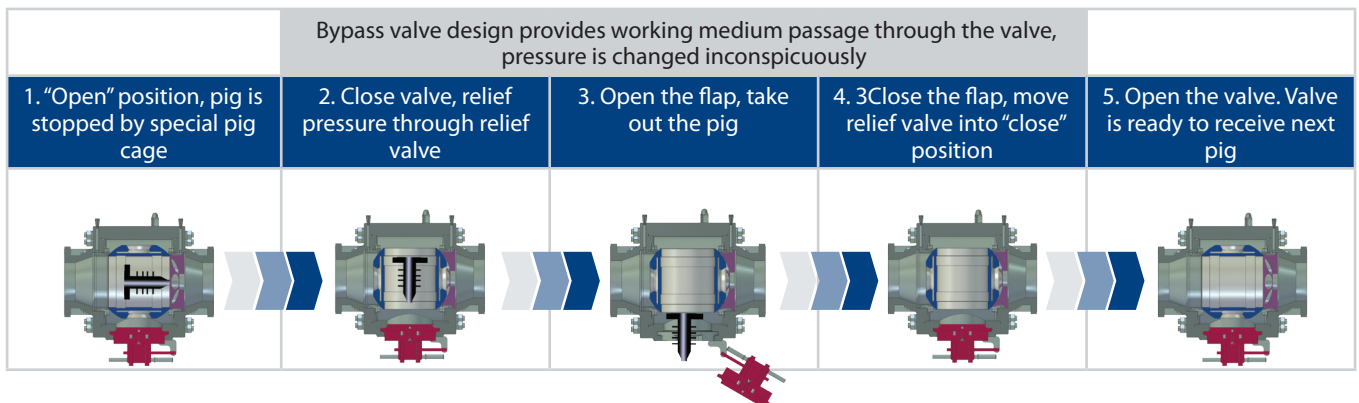 Bypass valve design provides working medium passage through the valve,
pressure is changed inconspicuously
1. “Open” position, pig is
stopped by special pig
cage
2. Close valve, relief
pressure through relief
valve
3. Open the flap, take
out the pig
4. 3Close the flap, move
relief valve into “close”
position
5. Open the valve. Valve
is ready to receive next
pig